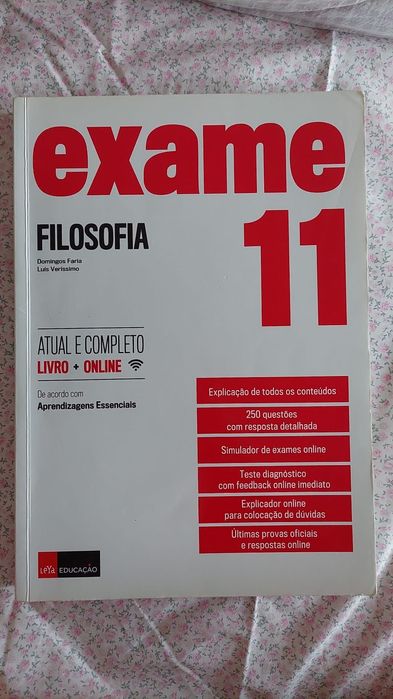 exame
11
FILOSOFIA
Domingos Faria
Luís Veríssimo
ATUAL E COMPLETO
LIVRO + ONLINE
De acordo com
Aprendizagens Essenciais
Explicação de todos os conteúdos
250 questões
com resposta detalhada
Simulador de exames online
Teste diagnóstico
com feedback online imediato
Explicador online
para colocação de dúvidas
Últimas provas oficiais
e respostas online
LeYa EDUCAÇÃO